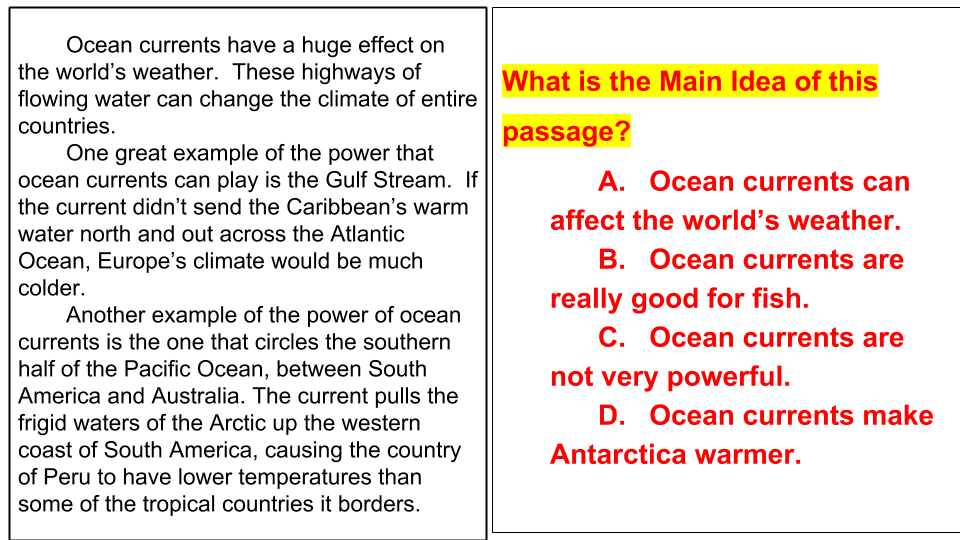 Ocean currents have a huge effect on
the world's weather.  These highways of
flowing water can change the climate of entire
countries.
One great example of the power that
ocean currents can play is the Gulf Stream.  If
the current didn't send the Caribbean's warm
water north and out across the Atlantic
Ocean, Europe's climate would be much
colder.
Another example of the power of ocean
currents is the one that circles the southern
half of the Pacific Ocean, between South
America and Australia. The current pulls the
frigid waters of the Arctic up the western
coast of South America, causing the country
of Peru to have lower temperatures than
some of the tropical countries it borders.
What is the Main Idea of this
passage?
A.   Ocean currents can
affect the world's weather.
B.   Ocean currents are
really good for fish.
C.   Ocean currents are
not very powerful.
D.   Ocean currents make
Antarctica warmer.